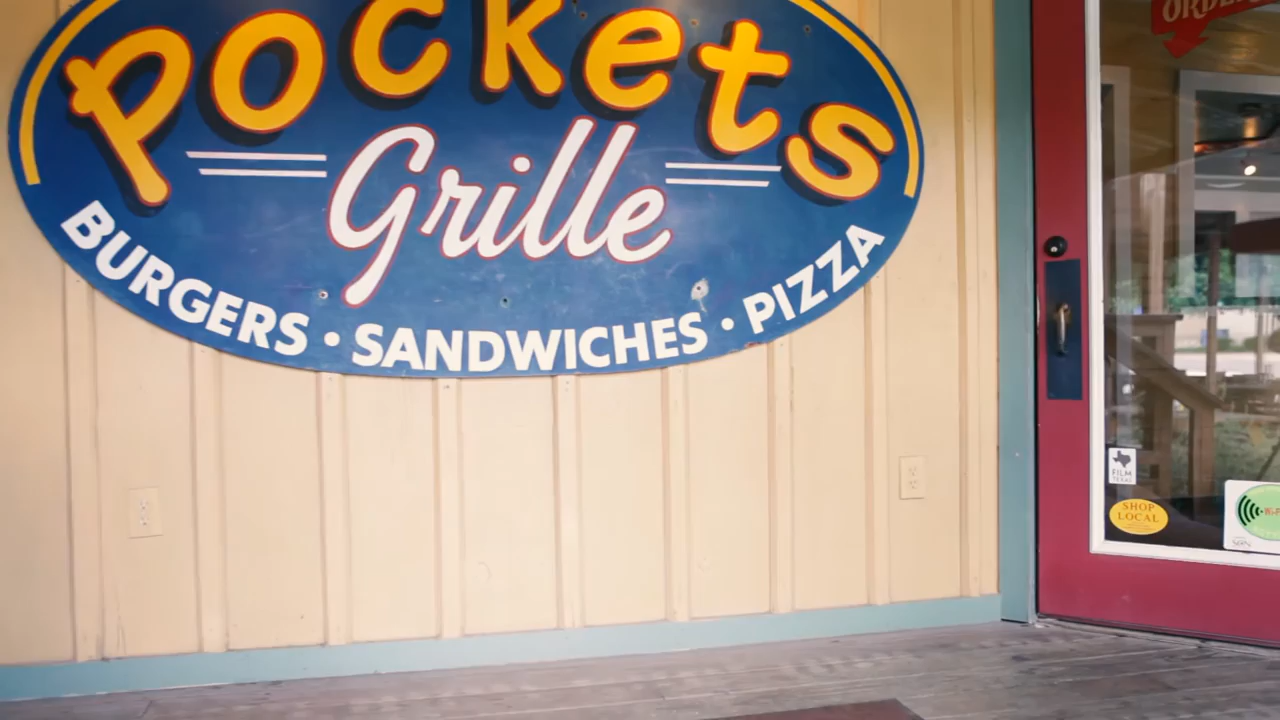 Pockets
Grille
BURGERS • SANDWICHES • PIZZA
FILM
TEXAS
SHOP
LOCAL